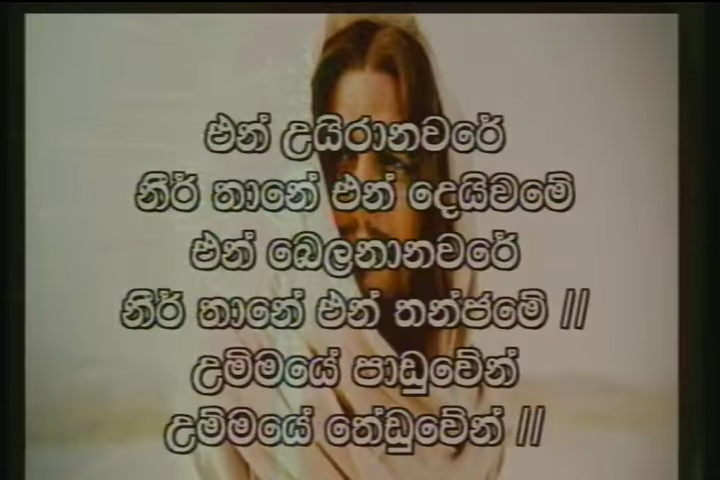 එන් උයිරානවරේ
නීර් තානේ එන් දෙයිවමේ
එන් බෙලනානවරේ
නීර් තානේ එන් තන්ජමේ //
උම්මයේ පාඩුවේන්
උම්මයේ තේඩුවේන් //